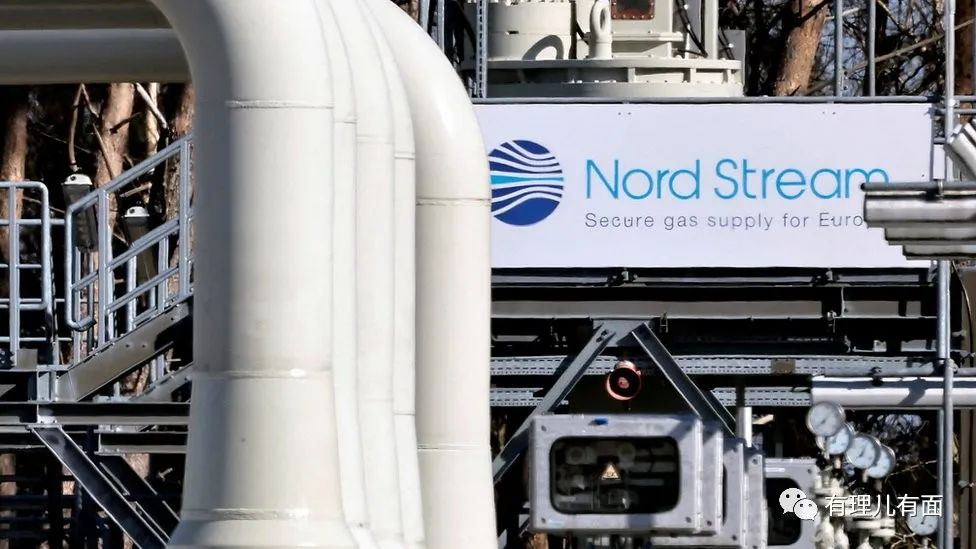 Nord Stream
Secure gas supply for Euro
有理儿有面